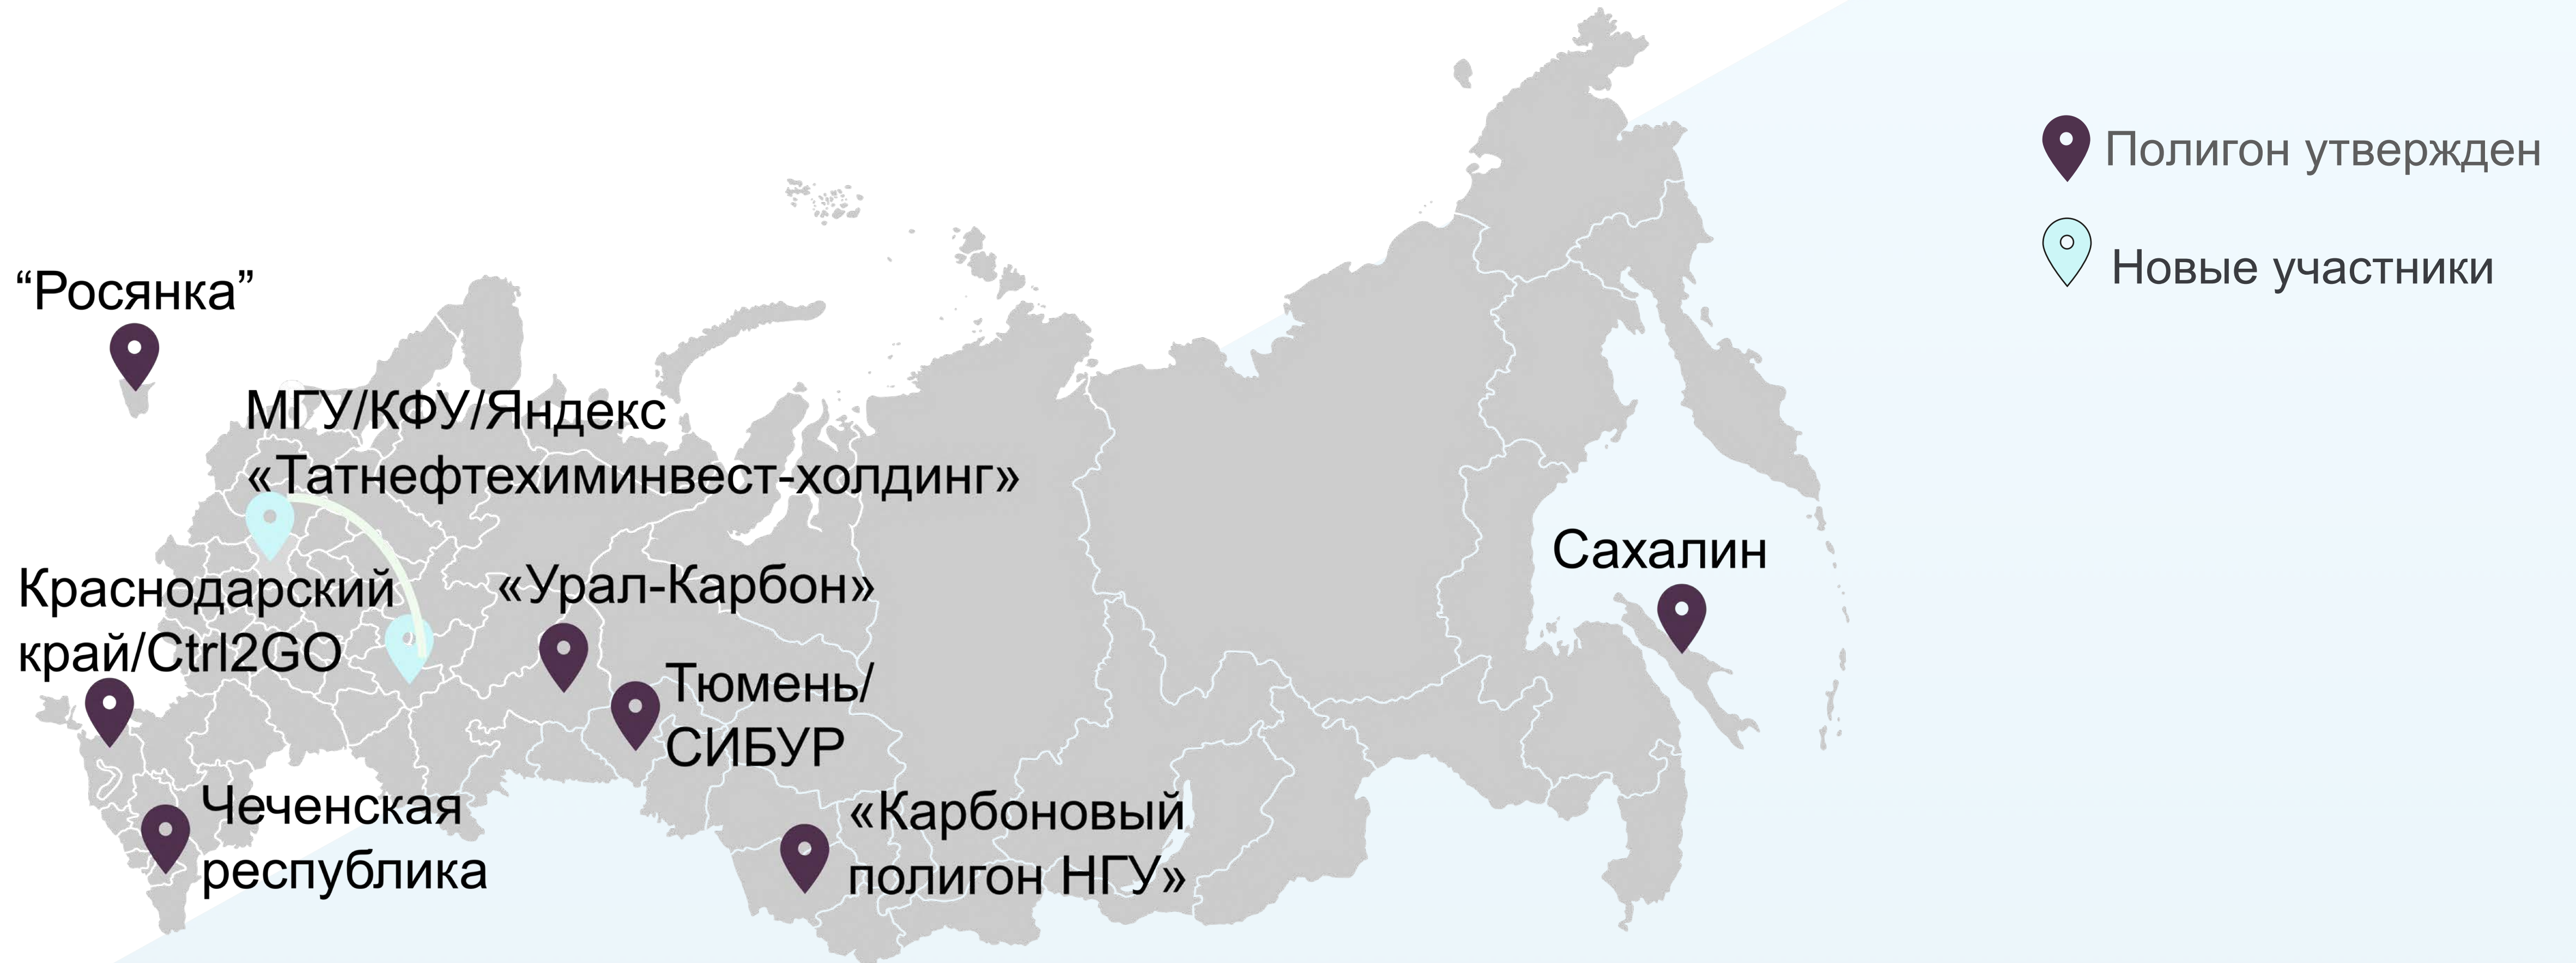 Полигон утвержден
Новые участники
“Росянка”
МГУ/КФУ/Яндекс
«Татнефтехиминвест-холдинг»
Краснодарский
край/Ctrl2GO
«Урал-Карбон»
Тюмень/
СИБУР
Сахалин
Чеченская
республика
«Карбоновый
полигон НГУ»